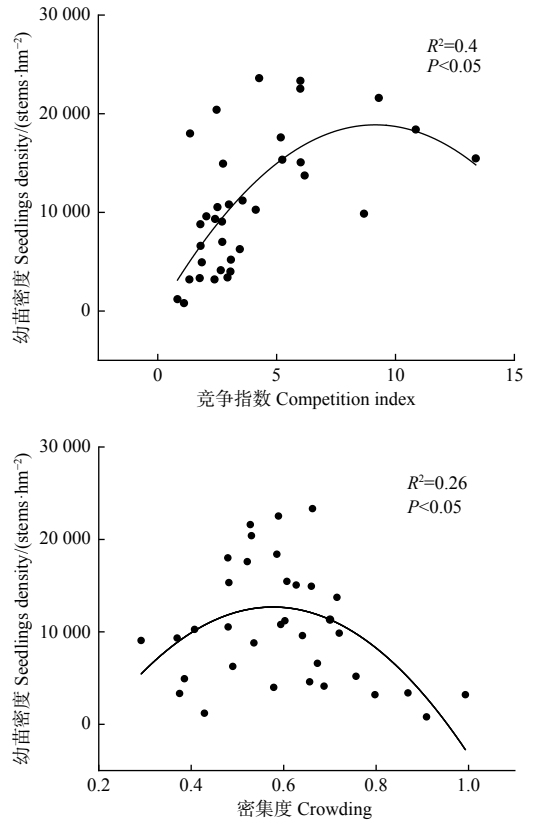 30 000
R²=0.4
P<0.05
20 000
10 000
0
幼苗密度 Seedlings density/(stems·hm⁻²)
0 5 10 15
竞争指数 Competition index
30 000
R²=0.26
P<0.05
20 000
10 000
0
幼苗密度 Seedlings density/(stems·hm⁻²)
0.2 0.4 0.6 0.8 1.0
密集度 Crowding